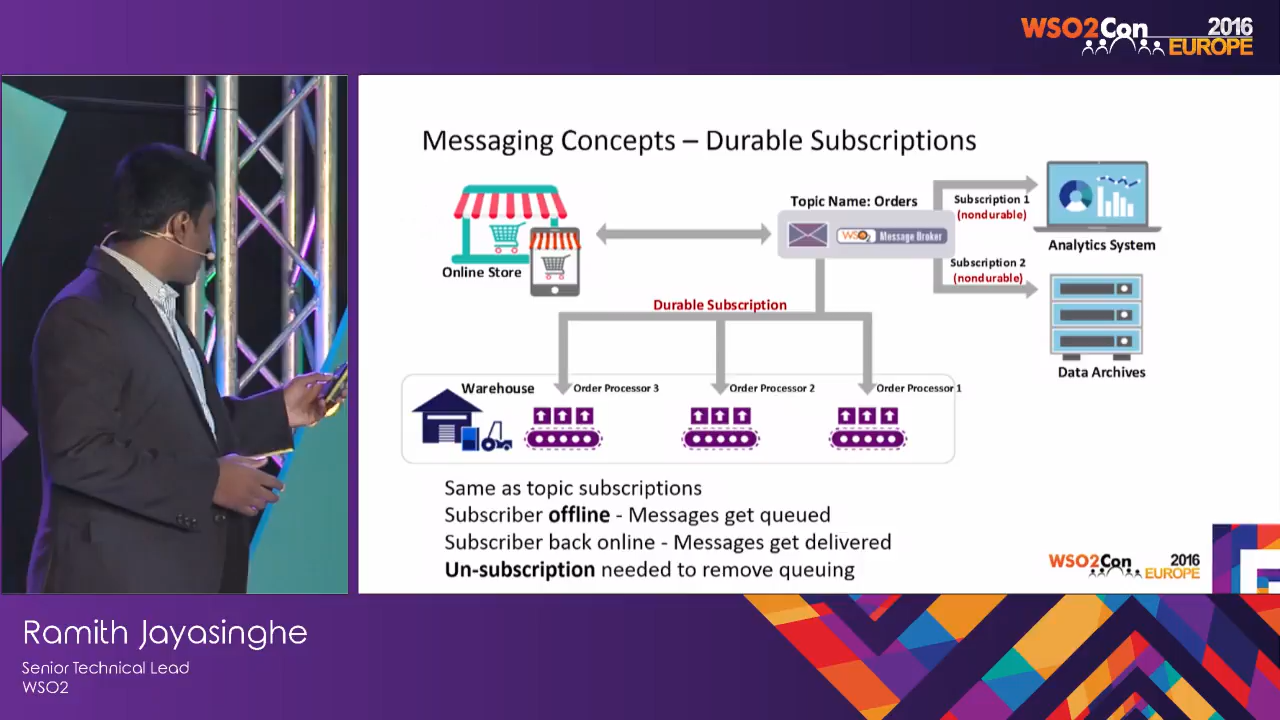 WSO2Con 2016
EUROPE
Messaging Concepts – Durable Subscriptions
Topic Name: Orders
WSO2 Message Broker
Subscription 1
(nondurable)
Analytics System
Subscription 2
(nondurable)
Online Store
Durable Subscription
Data Archives
Warehouse
Order Processor 3
Order Processor 2
Order Processor 1
Same as topic subscriptions
Subscriber offline - Messages get queued
Subscriber back online - Messages get delivered
Un-subscription needed to remove queuing
WSO2Con 2016
EUROPE
Ramith Jayasinghe
Senior Technical Lead
WSO2